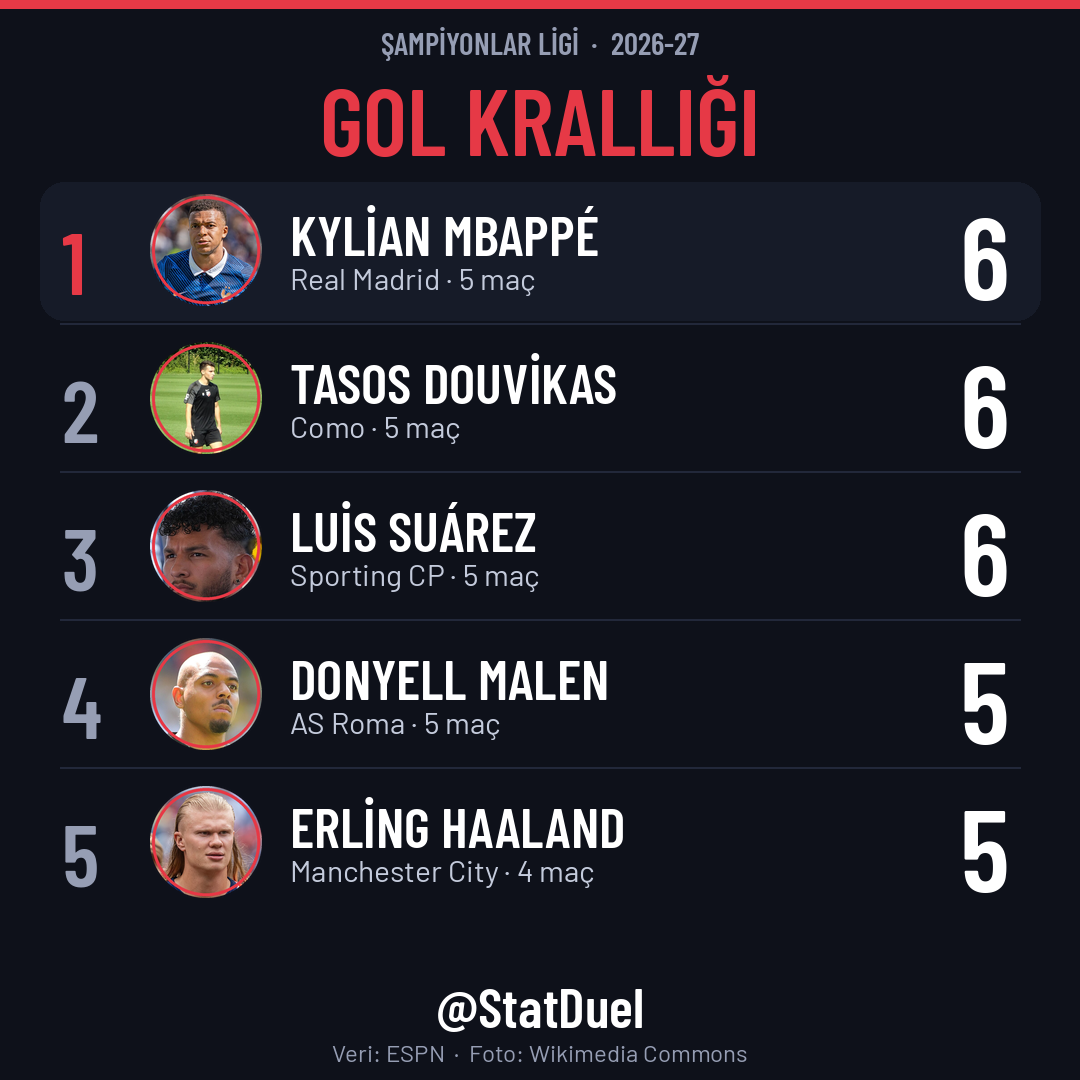 ŞAMPİYONLAR LİGİ · 2026-27
GOL KRALLIĞI
1
KYLİAN MBAPPÉ
6
Real Madrid · 5 maç
2
TASOS DOUVİKAS
6
Como · 5 maç
3
LUİS SUÁREZ
6
Sporting CP · 5 maç
4
DONYELL MALEN
5
AS Roma · 5 maç
5
ERLİNG HAALAND
5
Manchester City · 4 maç
@StatDuel
Veri: ESPN · Foto: Wikimedia Commons